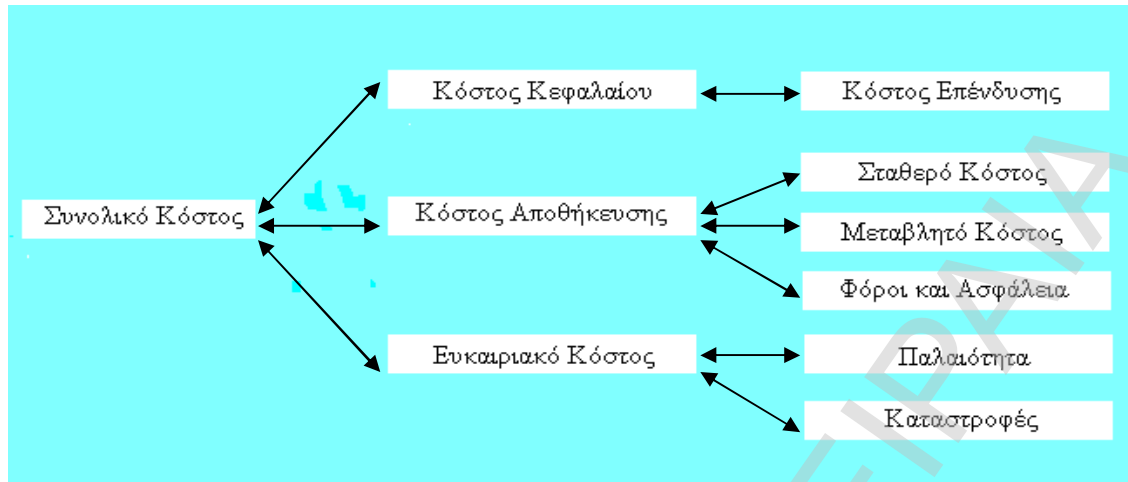 Κόστος Κεφαλαίου
Κόστος Επένδυσης
Σταθερό Κόστος
Συνολικό Κόστος
Κόστος Αποθήκευσης
Μεταβλητό Κόστος
Φόροι και Ασφάλεια
Ευκαιριακό Κόστος
Παλαιότητα
Καταστροφές
ΕΙΡΑΙΑ